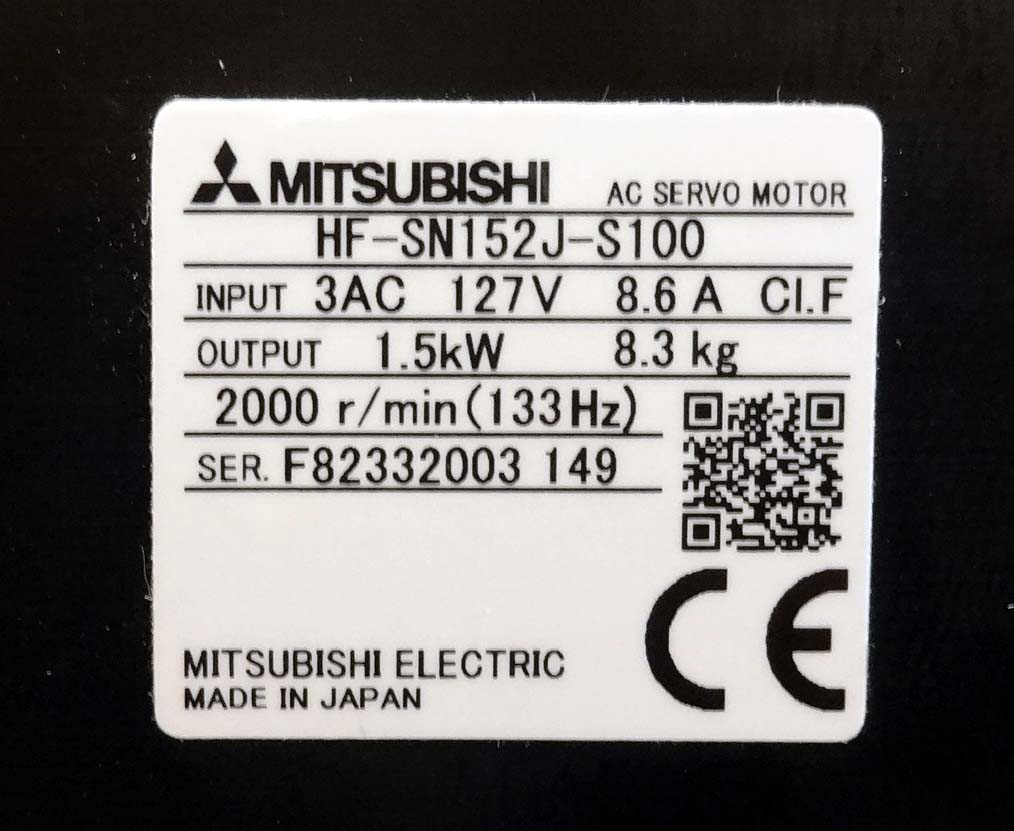 MITSUBISHI AC SERVO MOTOR
HF-SN152J-S100
INPUT 3AC 127V 8.6 A Cl.F
OUTPUT 1.5kW 8.3 kg
2000 r/min(133Hz)
SER. F82332003 149
CE
MITSUBISHI ELECTRIC
MADE IN JAPAN